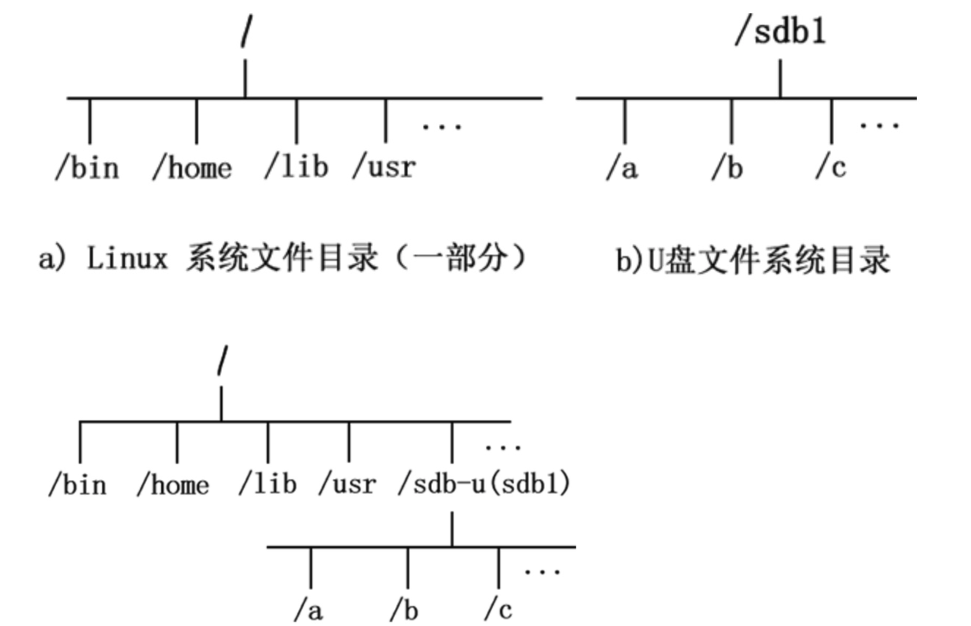 /
/sdb1
/bin /home /lib /usr ···
/a /b /c ···
a) Linux 系统文件目录（一部分）
b)U盘文件系统目录
/
/bin /home /lib /usr /sdb-u(sdb1) ···
/a /b /c ···